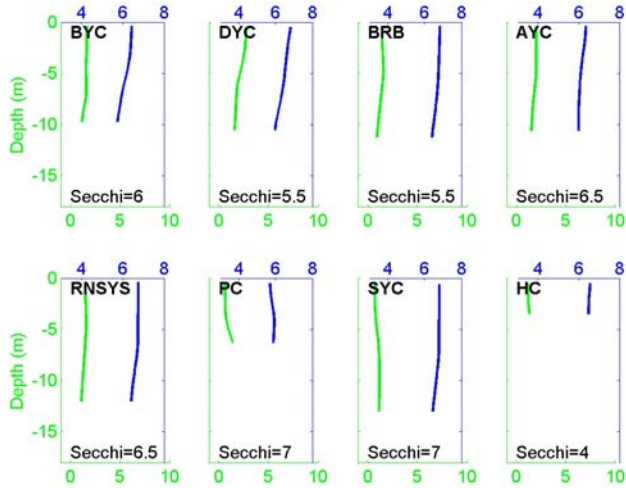 4 6 8 4 6 8 4 6 8 4 6 8
0 BYC DYC BRB AYC
-5
Depth (m)
-10
-15
Secchi=6 Secchi=5.5 Secchi=5.5 Secchi=6.5
0 5 10 0 5 10 0 5 10 0 5 10
4 6 8 4 6 8 4 6 8 4 6 8
0 RNSYS PC SYC HC
-5
Depth (m)
-10
-15
Secchi=6.5 Secchi=7 Secchi=7 Secchi=4
0 5 10 0 5 10 0 5 10 0 5 10